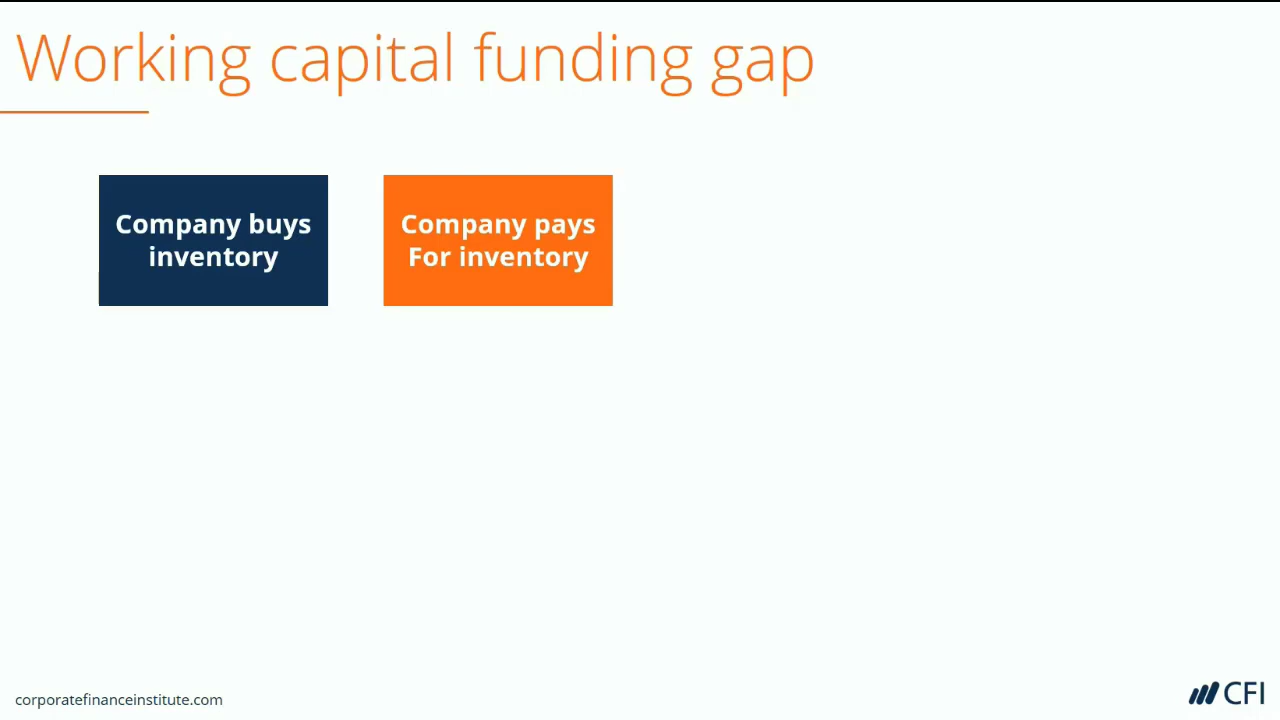 Working capital funding gap
Company buys
inventory
Company pays
For inventory
corporatefinanceinstitute.com
CFI